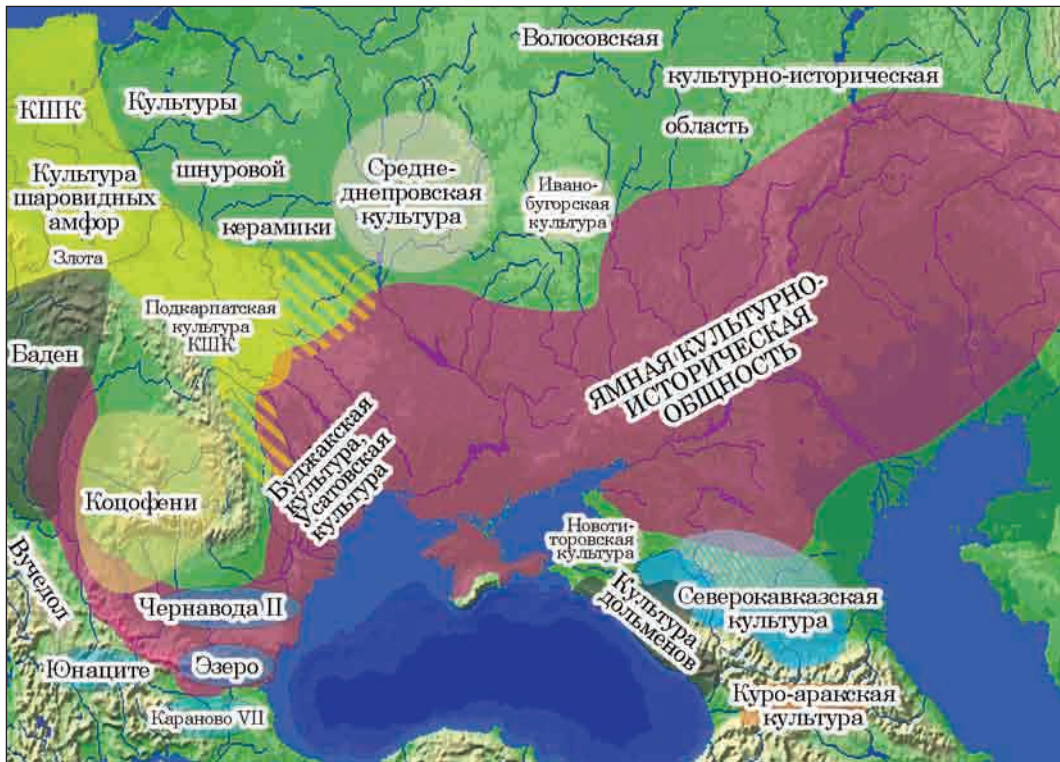 Волосовская
культурно-историческая
область
КШК
Культуры
шнуровой
керамики
Культура
шаровидных
амфор
Средне-
днепровская
культура
Ивано-
бугорская
культура
Злота
Подкарпатская
культура
КШК
Баден
ЯМНАЯ КУЛЬТУРНО-
ИСТОРИЧЕСКАЯ
ОБЩНОСТЬ
Буджакская
культура,
Усатовская
культура
Коцофени
Новоти-
торовская
культура
Вучедол
Чернавода II
Культура
дольменов
Северокавказская
культура
Юнаците
Эзеро
Караново VII
Куро-аракская
культура